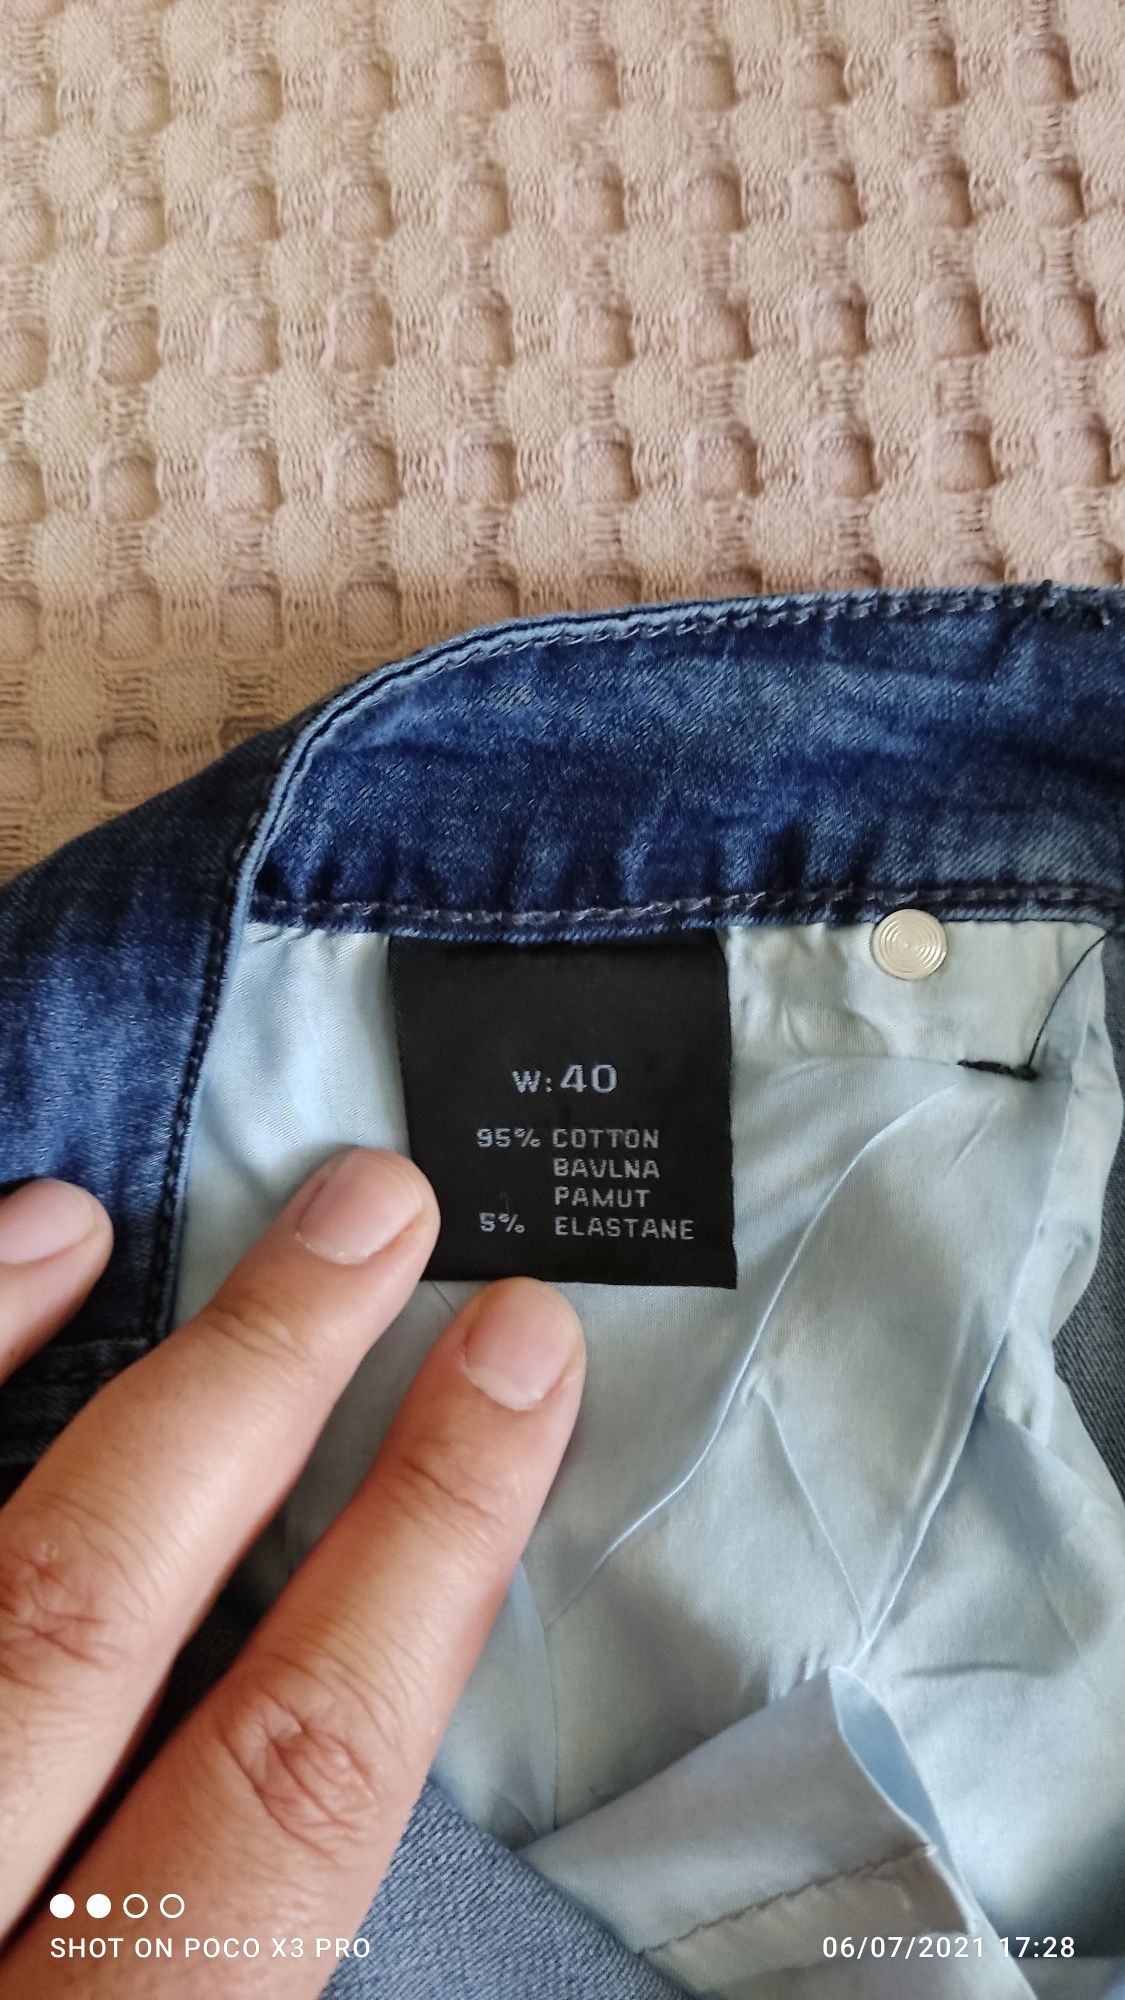 W: 40
95% COTTON
BAVLNA
PAMUT
5% ELASTANE
SHOT ON POCO X3 PRO
06/07/2021 17:28